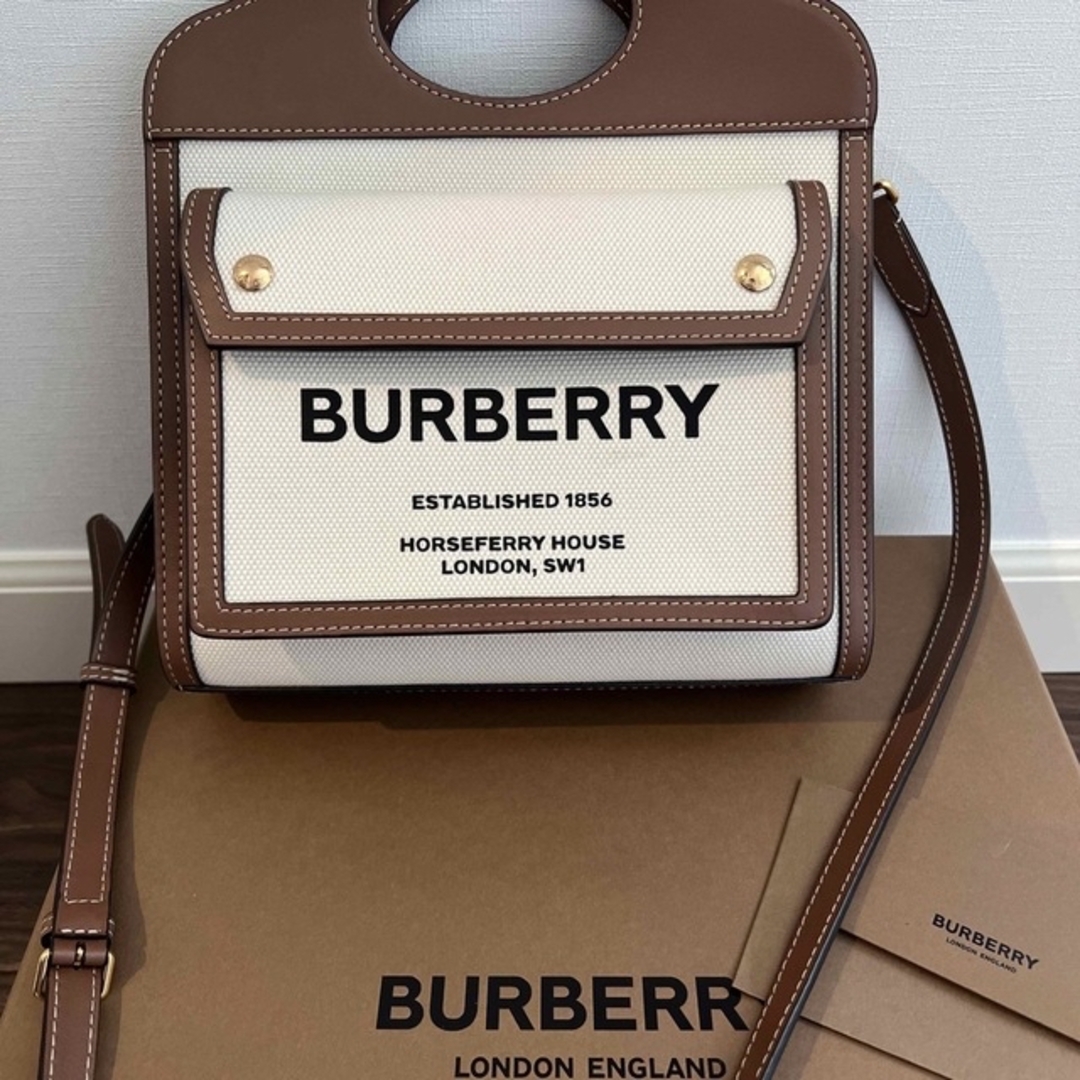 BURBERRY
ESTABLISHED 1856
HORSEFERRY HOUSE
LONDON, SW1
BURBERRY
LONDON ENGLAND
BURBERR
LONDON ENGLAND